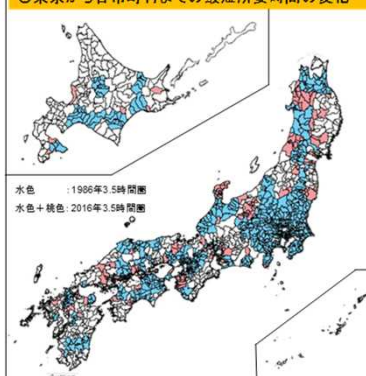 東京から各市町村までの最短所要時間の変化
水色　　　：1986年3.5時間圏
水色＋桃色：2016年3.5時間圏